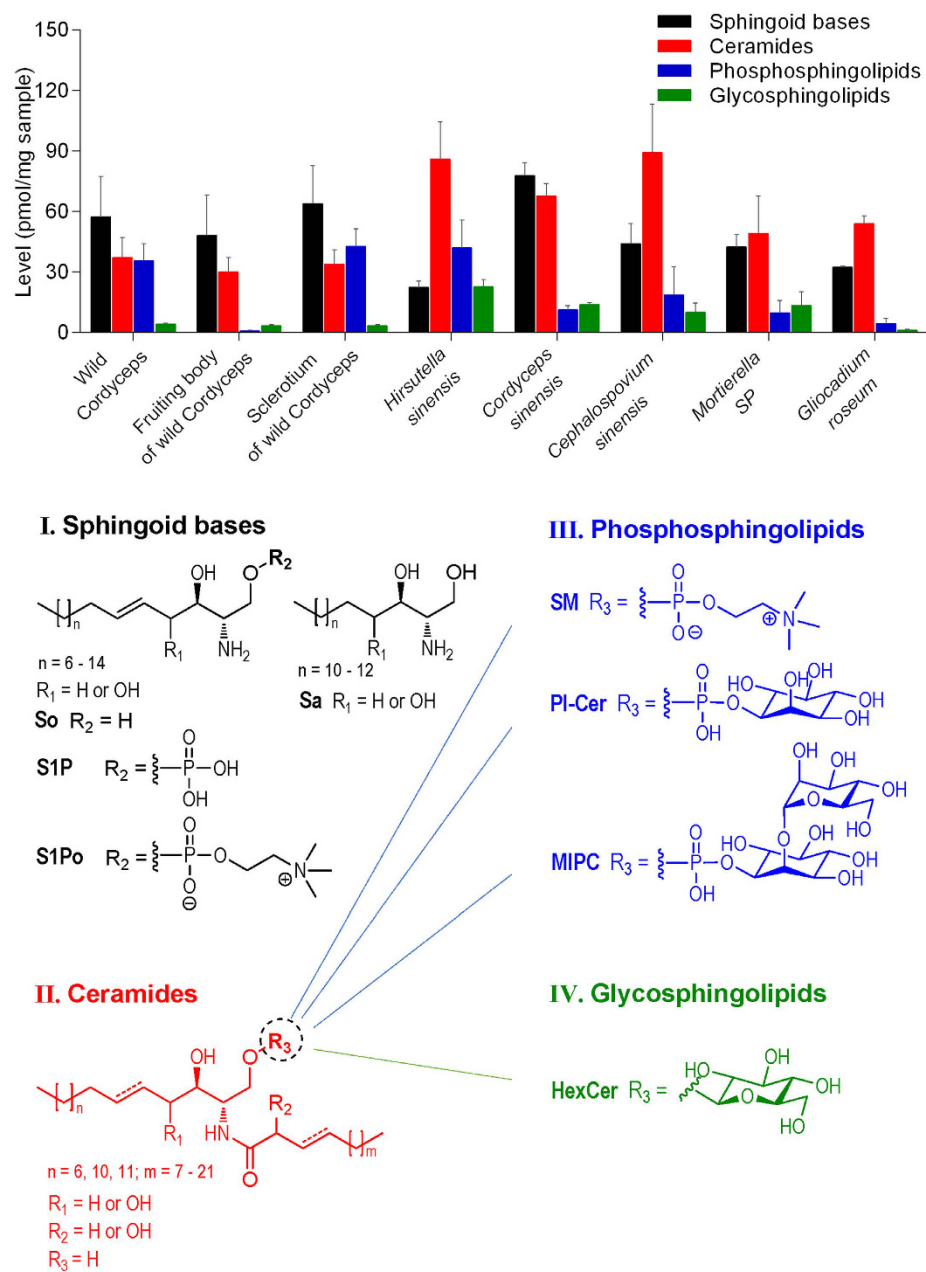 150
120
90
60
30
0
Level (pmol/mg sample)
Sphingoid bases
Ceramides
Phosphosphingolipids
Glycosphingolipids
Wild
Cordyceps
Fruiting body
of wild Cordyceps
Sclerotium
of wild Cordyceps
Hirsutella
sinensis
Cordyceps
sinensis
Cephalospovium
sinensis
Mortierella
SP
Gliocadium
roseum
I. Sphingoid bases
OH
O
R2
n
R1
NH2
n = 6 - 14
R1 = H or OH
So R2 = H
OH
OH
n
R1
NH2
n = 10 - 12
Sa R1 = H or OH
S1P R2 =
O
P
OH
OH
S1Po R2 =
O
P
O
O
⊖
N
⊕
II. Ceramides
OH
O
R3
n
R1
HN
R2
O
m
n = 6, 10, 11; m = 7 - 21
R1 = H or OH
R2 = H or OH
R3 = H
III. Phosphosphingolipids
SM R3 =
O
P
O
O
⊖
N
⊕
PI-Cer R3 =
O
P
O
OH
HO
OH
OH
OH
OH
MIPC R3 =
OH
OH
OH
O
HO
O
O
P
O
OH
OH
OH
OH
OH
IV. Glycosphingolipids
HexCer R3 =
OH
OH
OH
O
HO